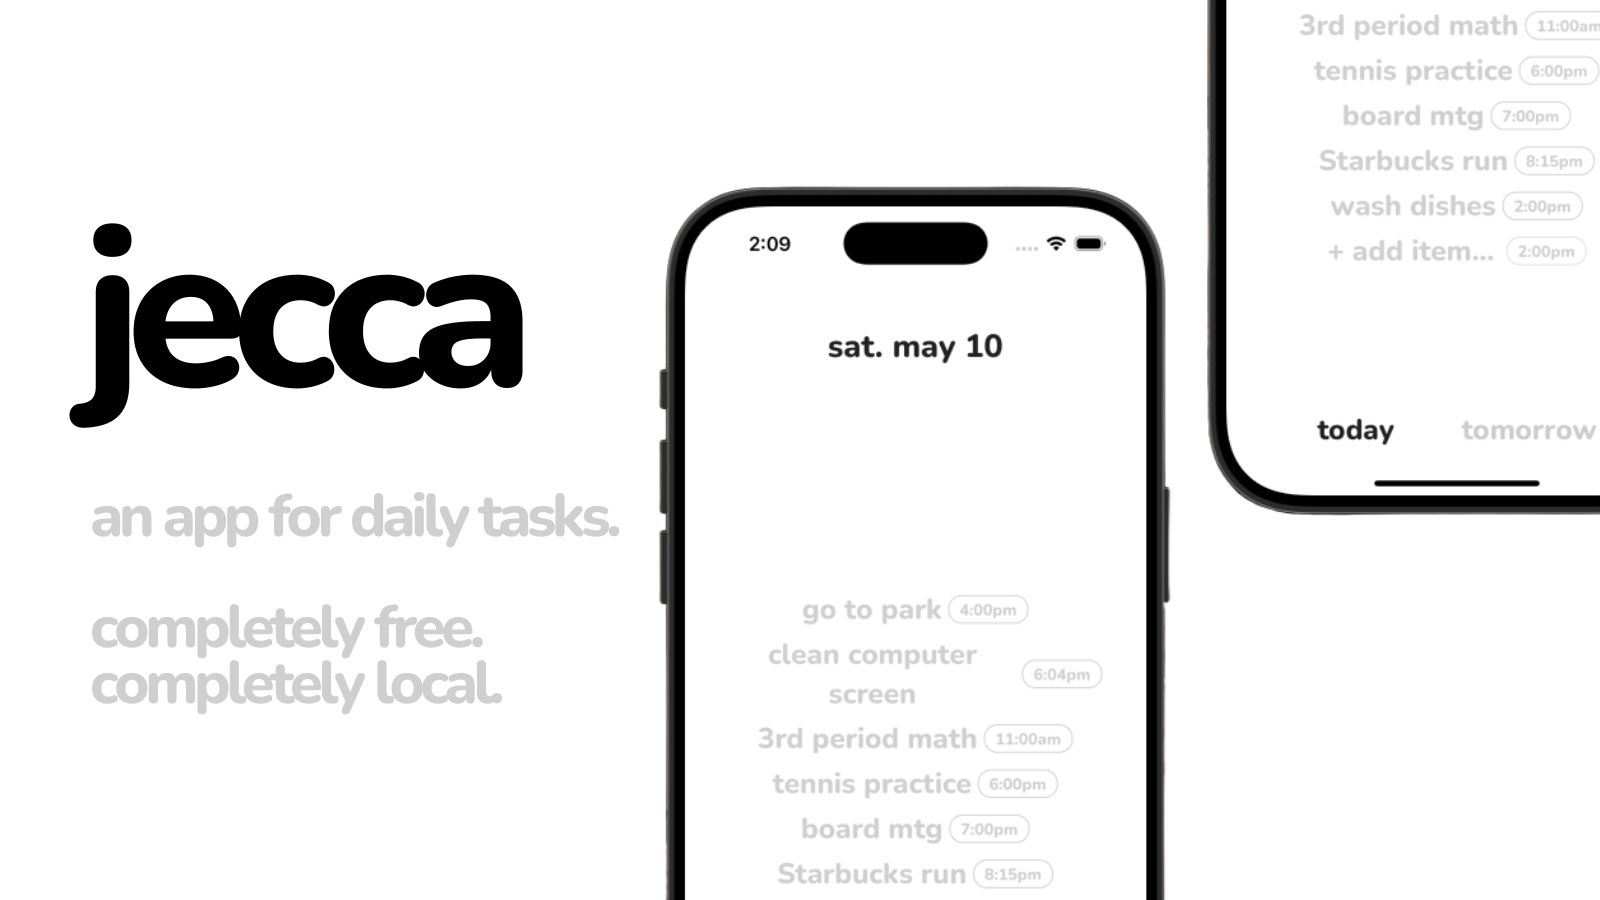 jecca
an app for daily tasks.
completely free.
completely local.
2:09
sat. may 10
go to park 4:00pm
clean computer
screen 6:04pm
3rd period math 11:00am
tennis practice 6:00pm
board mtg 7:00pm
Starbucks run 8:15pm
3rd period math 11:00am
tennis practice 6:00pm
board mtg 7:00pm
Starbucks run 8:15pm
wash dishes 2:00pm
+ add item... 2:00pm
today tomorrow